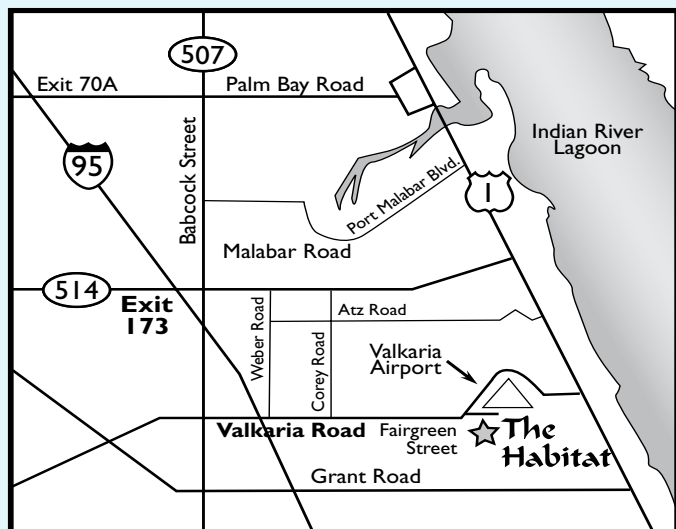 507
Exit 70A
Palm Bay Road
Indian River
Lagoon
95
Babcock Street
1
Port Malabar Blvd.
Malabar Road
514
Exit
173
Weber Road
Corey Road
Atz Road
Valkaria
Airport
Valkaria Road
Fairgreen
Street
The
Habitat
Grant Road